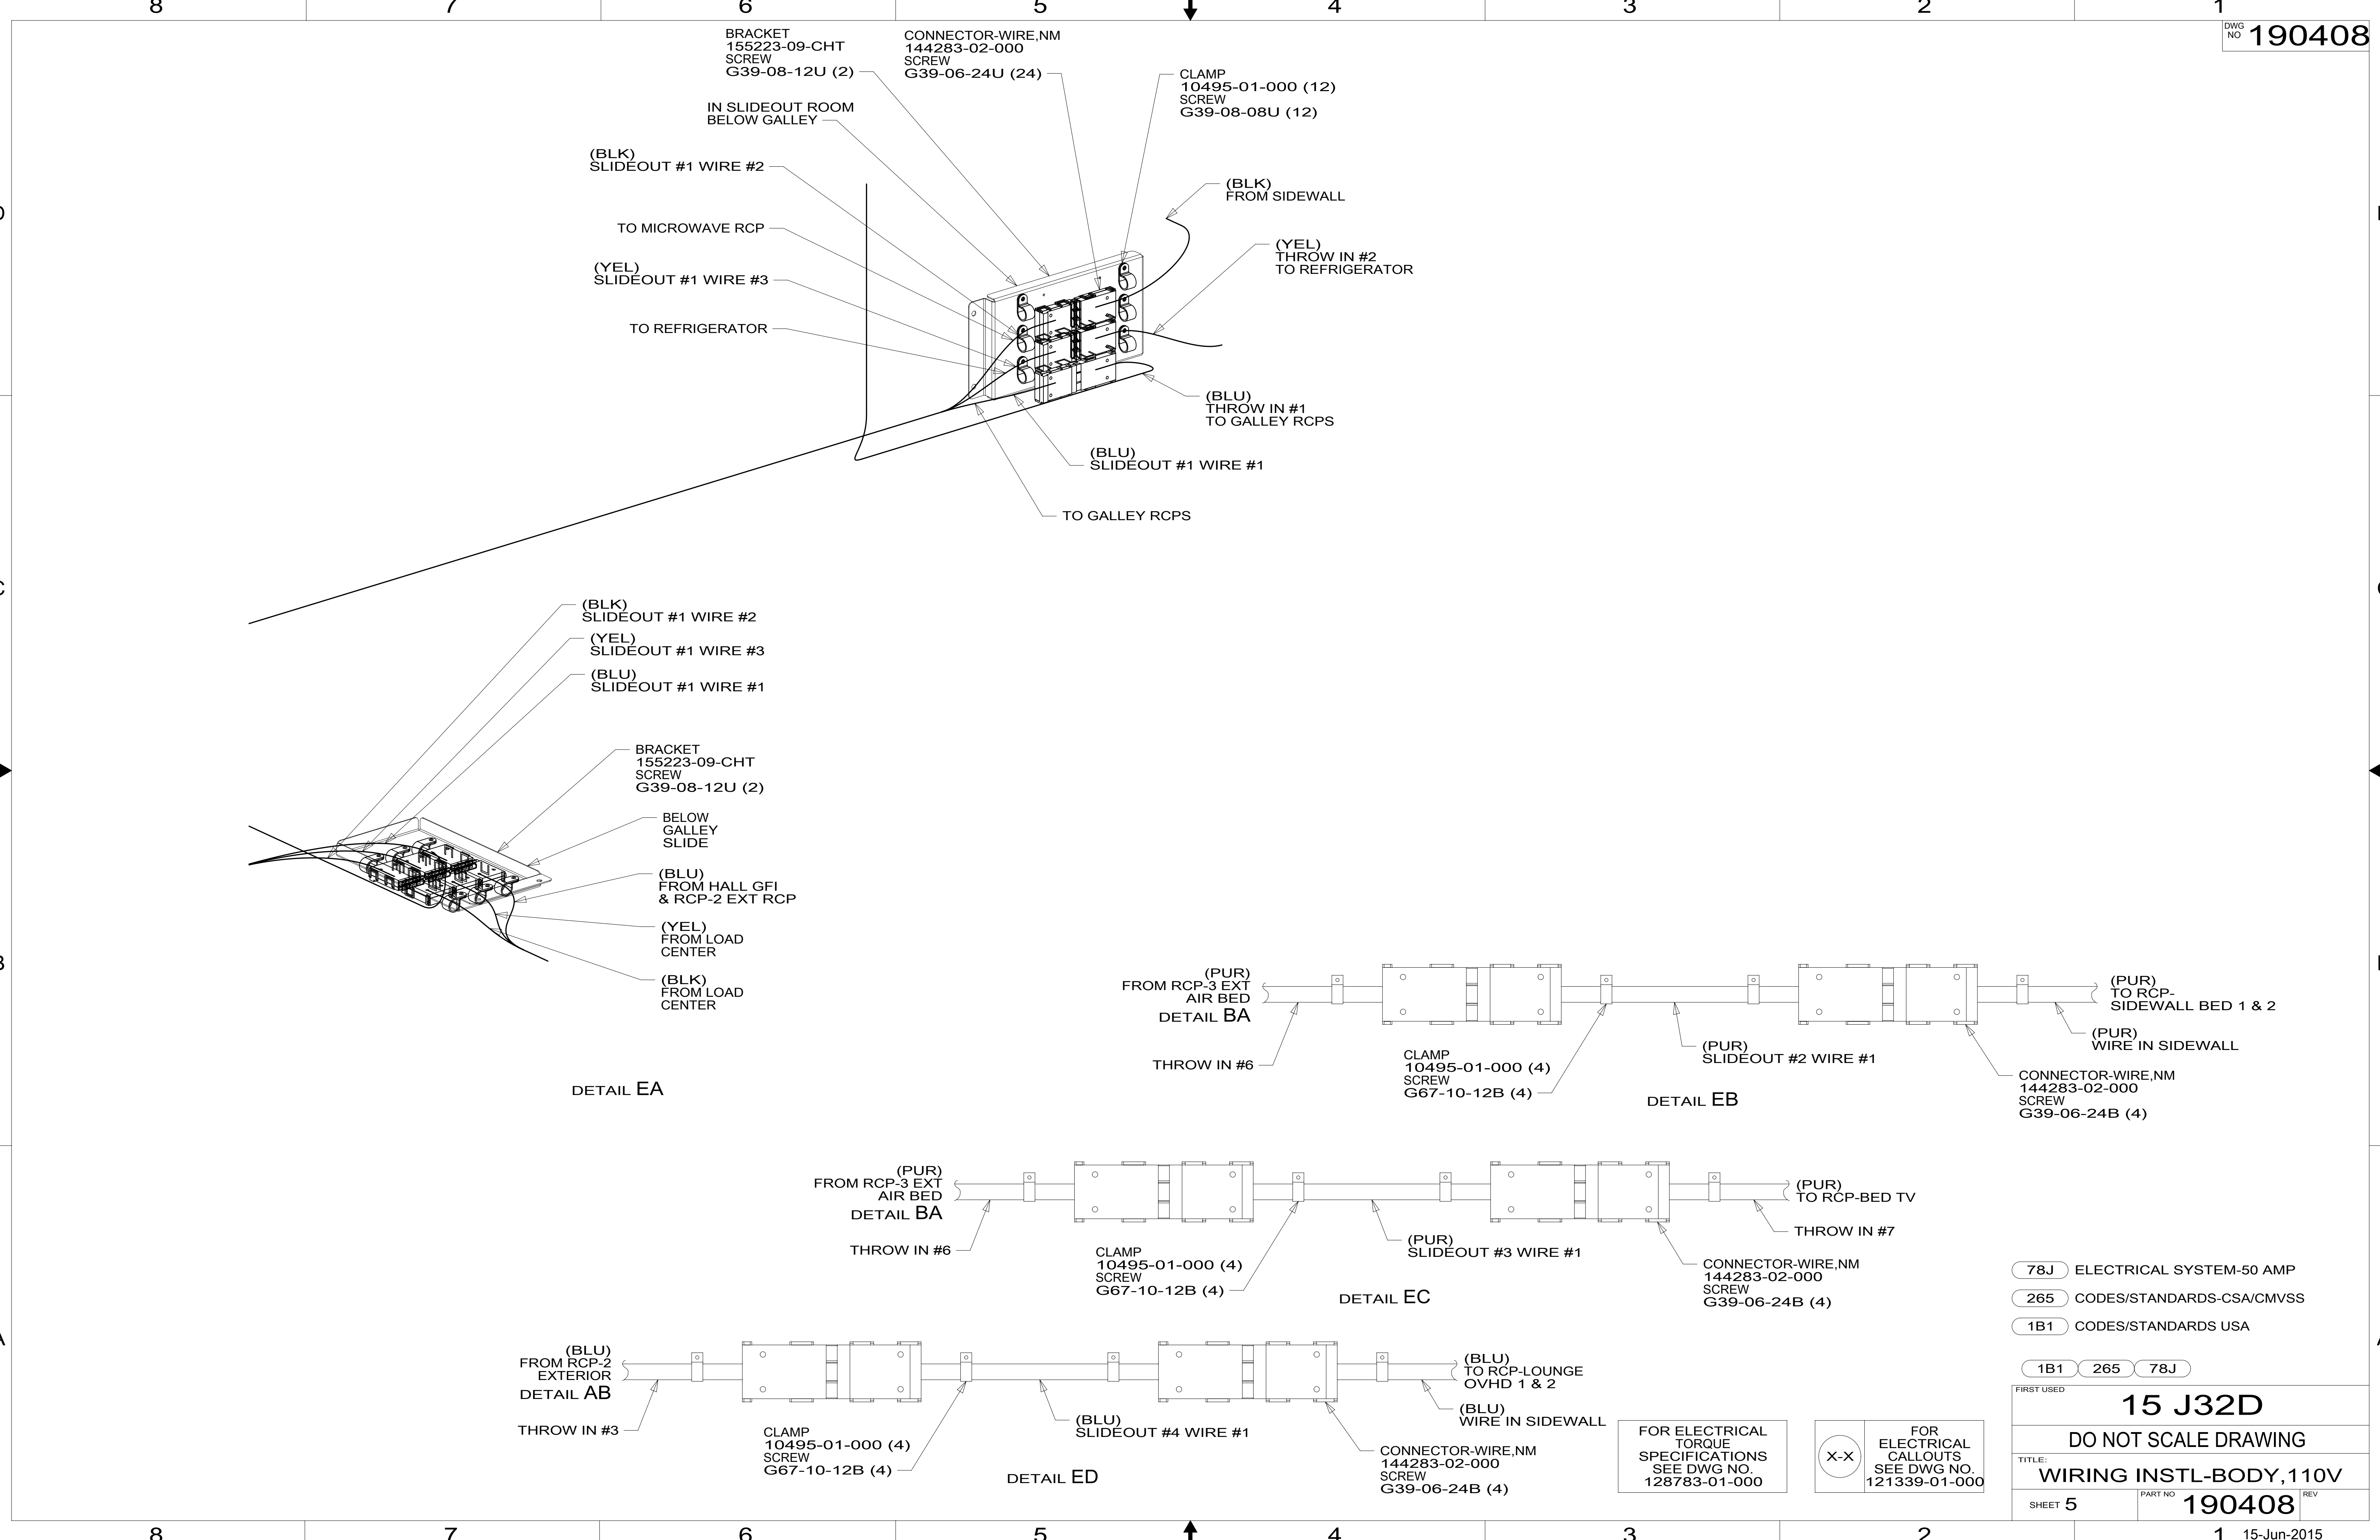 8 7 6 5 4 3 2 1
DWG
NO 190408
BRACKET
155223-09-CHT
SCREW
G39-08-12U (2)
CONNECTOR-WIRE,NM
144283-02-000
SCREW
G39-06-24U (24)
CLAMP
10495-01-000 (12)
SCREW
G39-08-08U (12)
IN SLIDEOUT ROOM
BELOW GALLEY
(BLK)
SLIDEOUT #1 WIRE #2
(BLK)
FROM SIDEWALL
TO MICROWAVE RCP
(YEL)
THROW IN #2
TO REFRIGERATOR
(YEL)
SLIDEOUT #1 WIRE #3
TO REFRIGERATOR
(BLU)
THROW IN #1
TO GALLEY RCPS
(BLU)
SLIDEOUT #1 WIRE #1
TO GALLEY RCPS
(BLK)
SLIDEOUT #1 WIRE #2
(YEL)
SLIDEOUT #1 WIRE #3
(BLU)
SLIDEOUT #1 WIRE #1
BRACKET
155223-09-CHT
SCREW
G39-08-12U (2)
BELOW
GALLEY
SLIDE
(BLU)
FROM HALL GFI
& RCP-2 EXT RCP
(YEL)
FROM LOAD
CENTER
(BLK)
FROM LOAD
CENTER
DETAIL EA
(PUR)
FROM RCP-3 EXT
AIR BED
DETAIL BA
THROW IN #6
CLAMP
10495-01-000 (4)
SCREW
G67-10-12B (4)
(PUR)
SLIDEOUT #2 WIRE #1
(PUR)
TO RCP-
SIDEWALL BED 1 & 2
(PUR)
WIRE IN SIDEWALL
CONNECTOR-WIRE,NM
144283-02-000
SCREW
G39-06-24B (4)
DETAIL EB
(PUR)
FROM RCP-3 EXT
AIR BED
DETAIL BA
THROW IN #6
CLAMP
10495-01-000 (4)
SCREW
G67-10-12B (4)
(PUR)
SLIDEOUT #3 WIRE #1
(PUR)
TO RCP-BED TV
THROW IN #7
CONNECTOR-WIRE,NM
144283-02-000
SCREW
G39-06-24B (4)
DETAIL EC
(BLU)
FROM RCP-2
EXTERIOR
DETAIL AB
THROW IN #3
CLAMP
10495-01-000 (4)
SCREW
G67-10-12B (4)
(BLU)
SLIDEOUT #4 WIRE #1
(BLU)
TO RCP-LOUNGE
OVHD 1 & 2
(BLU)
WIRE IN SIDEWALL
CONNECTOR-WIRE,NM
144283-02-000
SCREW
G39-06-24B (4)
DETAIL ED
78J ELECTRICAL SYSTEM-50 AMP
265 CODES/STANDARDS-CSA/CMVSS
1B1 CODES/STANDARDS USA
1B1 265 78J
FOR ELECTRICAL
TORQUE
SPECIFICATIONS
SEE DWG NO.
128783-01-000
X-X
FOR
ELECTRICAL
CALLOUTS
SEE DWG NO.
121339-01-000
FIRST USED
15 J32D
DO NOT SCALE DRAWING
TITLE:
WIRING INSTL-BODY,110V
SHEET 5
PART NO 190408
REV
8 7 6 5 4 3 2 1
15-Jun-2015